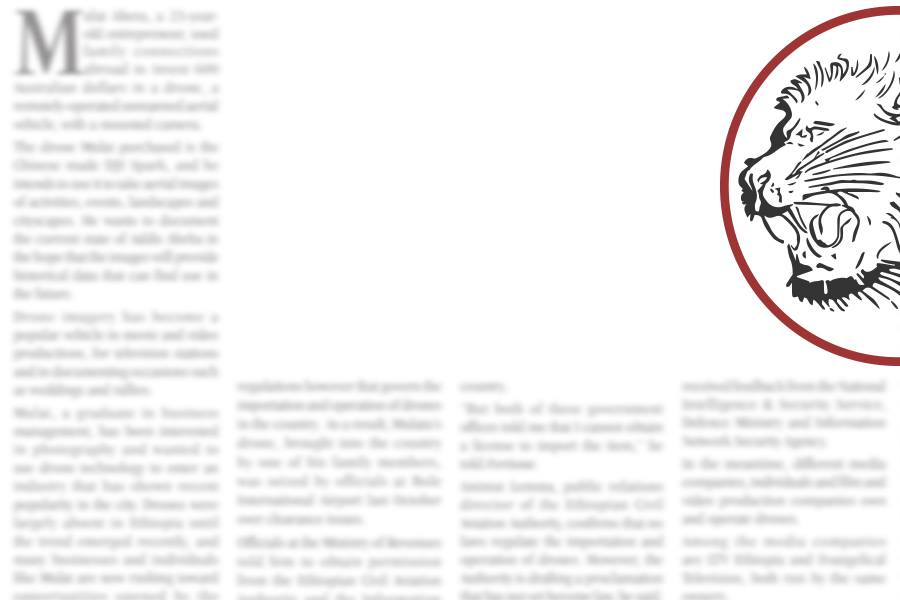 Mulat Abera, a 23-year-
old entrepreneur, used
family connections
abroad to invest 600
Australian dollars in a drone, a
remotely-operated unmanned aerial
vehicle, with a mounted camera.
The drone Mulat purchased is the
Chinese made DJI Spark, and he
intends to use it to take aerial images
of activities, events, landscapes and
cityscapes. He wants to document
the current state of Addis Abeba in
the hope that the images will provide
historical data that can find use in
the future.
Drone imagery has become a
popular vehicle in movie and video
productions, for television stations
and in documenting occasions such
as weddings and rallies.
Mulat, a graduate in business
management, has been interested
in photography and wanted to
use drone technology to enter an
industry that has shown recent
popularity in the city. Drones were
largely absent in Ethiopia until
the trend emerged recently, and
many businesses and individuals
like Mulat are now rushing toward
opportunities opened by the
regulations however that govern the
importation and operation of drones
in the country. As a result, Mulat's
drone, brought into the country
by one of his family members,
was seized by officials at Bole
International Airport last October
over clearance issues.
Officials at the Ministry of Revenues
told him to obtain permission
from the Ethiopian Civil Aviation
Authority and the Information
country.
"But both of these government
offices told me that I cannot obtain
a license to import the item," he
told Fortune.
Lemma, public relations
director of the Ethiopian Civil
Aviation Authority, confirms that no
laws regulate the importation and
operation of drones. However, the
Authority is drafting a proclamation
that has not yet become law, he said.
received feedback from the National
Intelligence & Security Service,
Defence Ministry and Information
Network Security Agency.
In the meantime, different media
companies, individuals and film and
video production companies own
and operate drones.
Among the media companies
are LTV Ethiopia and Evangelical
Television, both run by the same
owners.